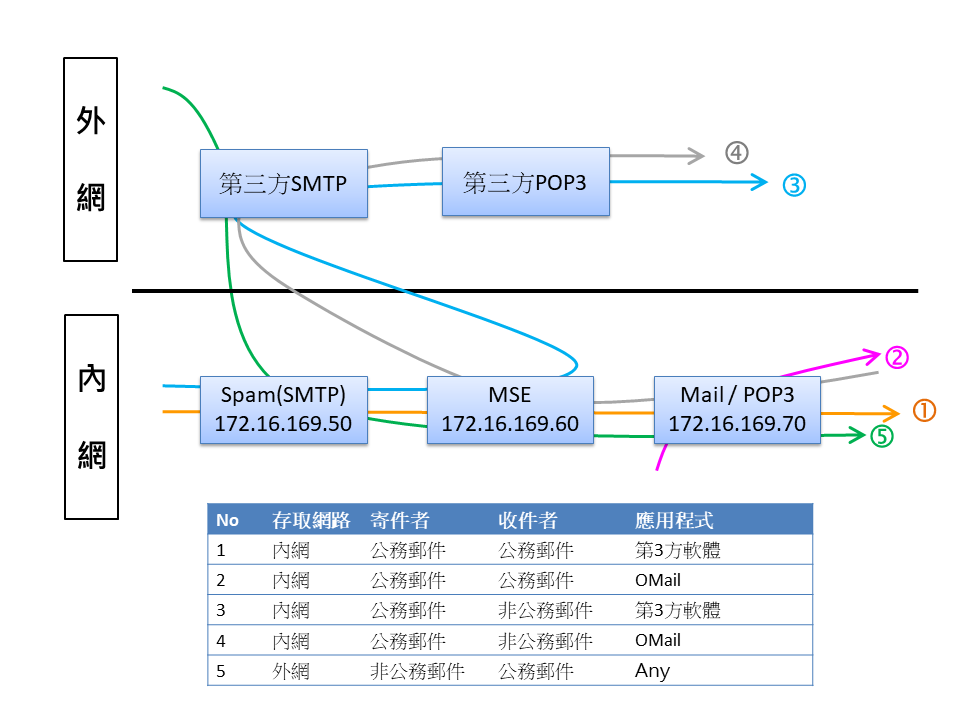 外網
第三方SMTP
第三方POP3
④
③
內網
Spam(SMTP)
172.16.169.50
MSE
172.16.169.60
Mail / POP3
172.16.169.70
②
①
⑤
No 存取網路 寄件者 收件者 應用程式
1 內網 公務郵件 公務郵件 第3方軟體
2 內網 公務郵件 公務郵件 OMail
3 內網 公務郵件 非公務郵件 第3方軟體
4 內網 公務郵件 非公務郵件 OMail
5 外網 非公務郵件 公務郵件 Any